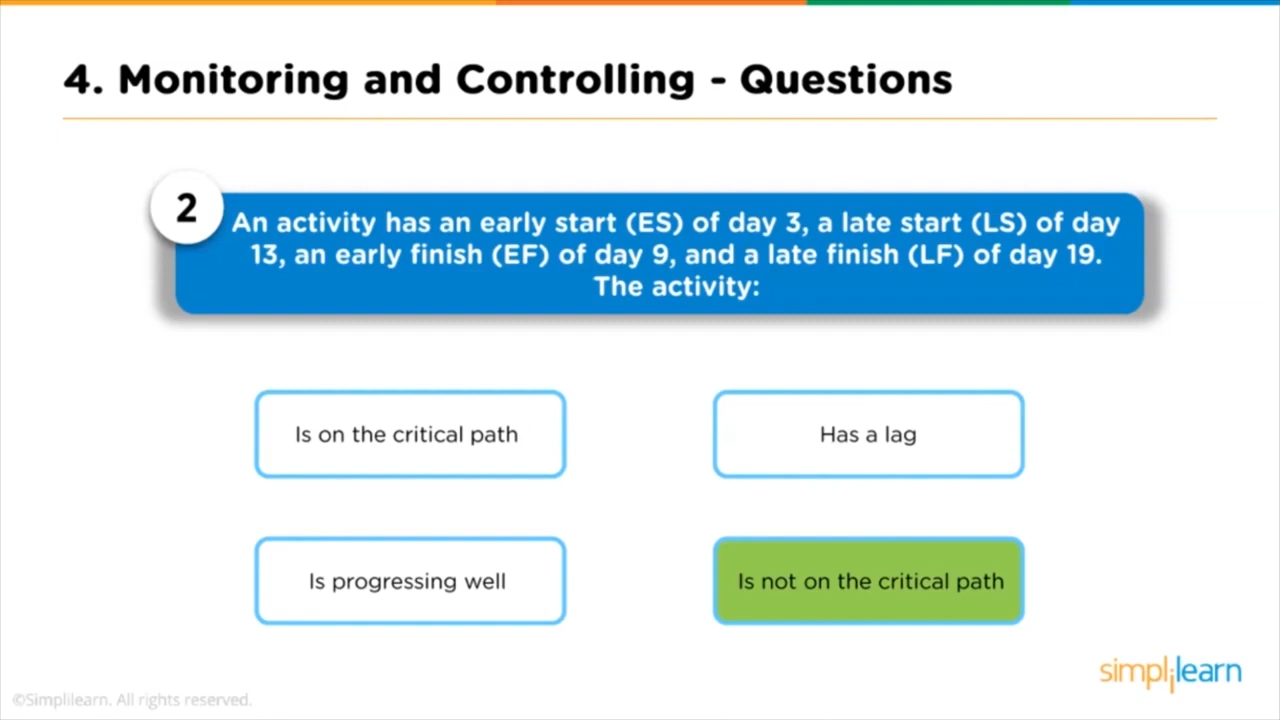 4. Monitoring and Controlling - Questions
2
An activity has an early start (ES) of day 3, a late start (LS) of day
13, an early finish (EF) of day 9, and a late finish (LF) of day 19.
The activity:
Is on the critical path
Has a lag
Is progressing well
Is not on the critical path
simplilearn
©Simplilearn. All rights reserved.